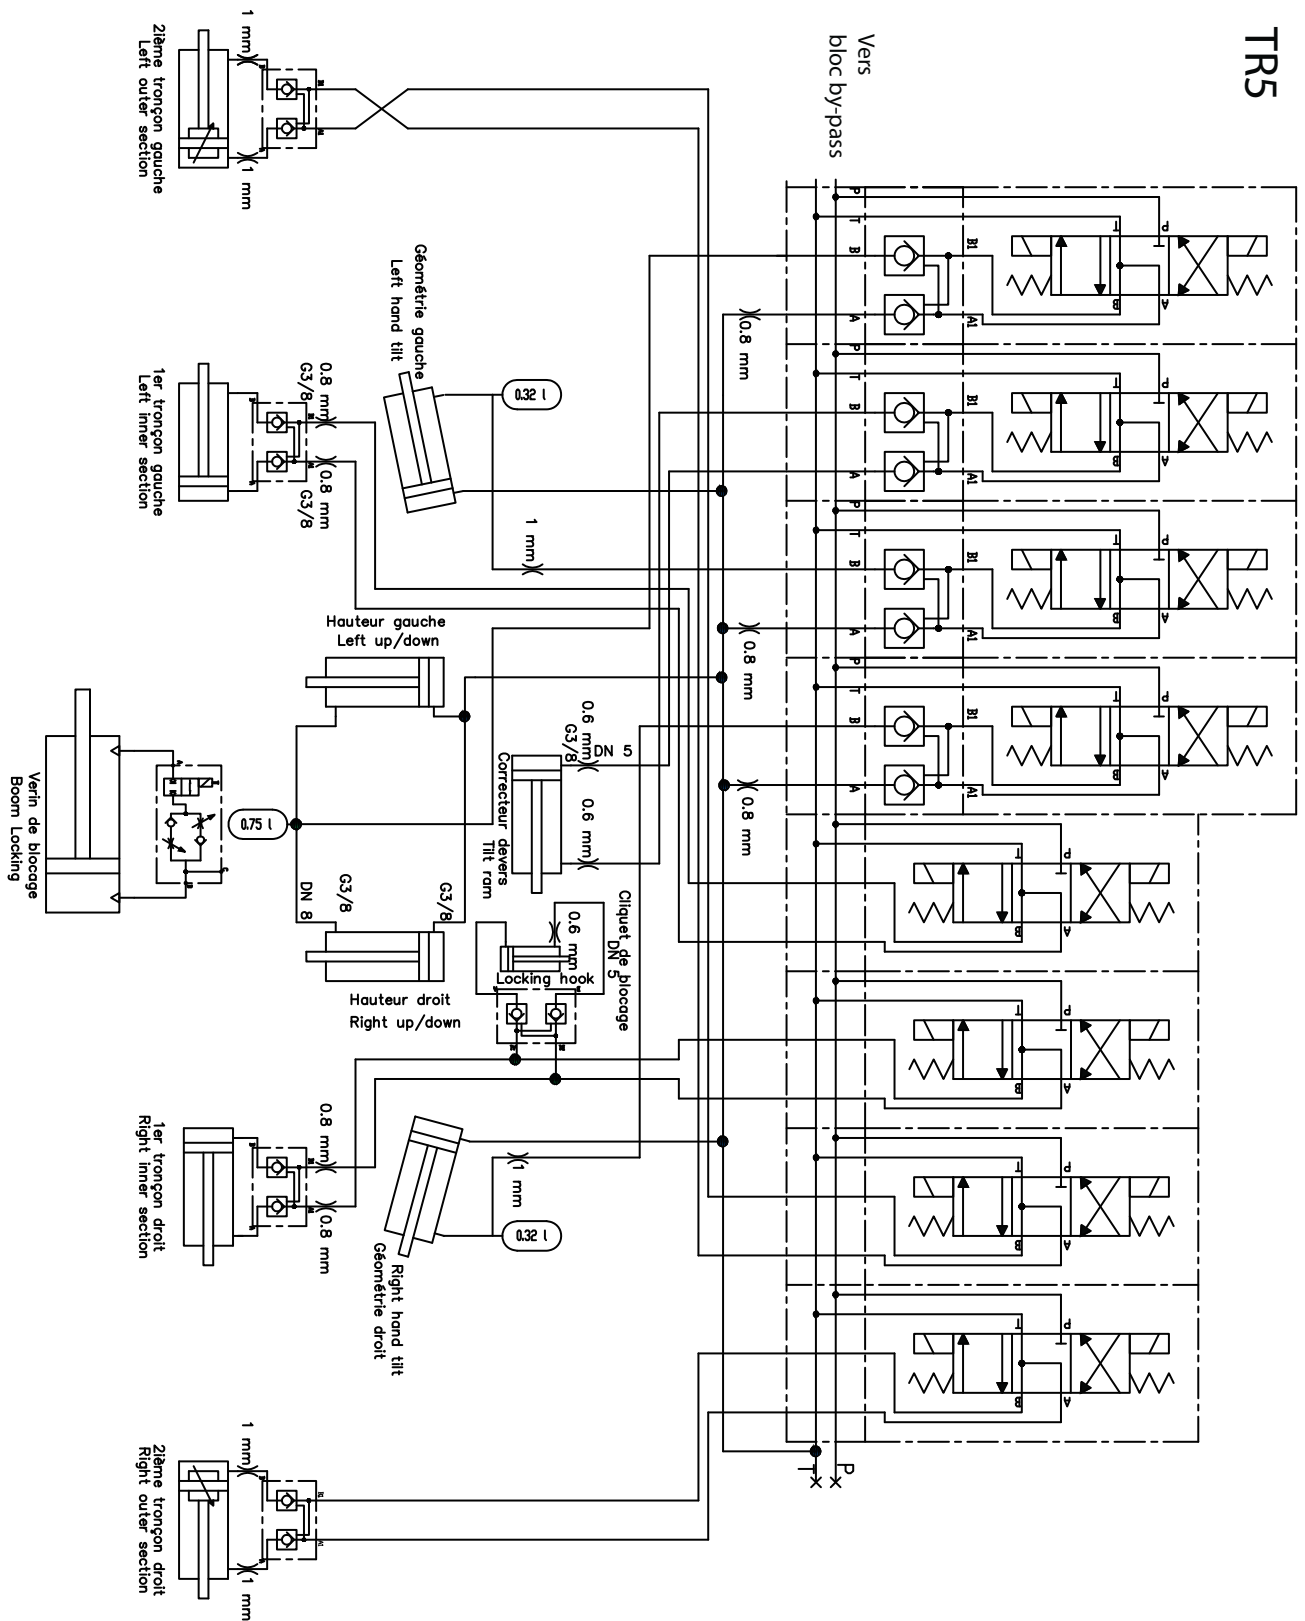 TR5
Vers
bloc by-pass
P
T
B
A
B1
A1
P
T
A
B
0.8 mm
P
T
B
A
B1
A1
P
T
A
B
P
T
B
A
B1
A1
P
T
A
B
0.8 mm
P
T
B
A
B1
A1
P
T
A
B
0.8 mm
P
T
A
B
P
T
A
B
P
T
A
B
P
T
A
B
P
T
1 mm
1 mm
2ième tronçon gauche
Left outer section
Géométrie gauche
Left hand tilt
0.32 l
1 mm
0.8 mm
G3/8
0.8 mm
G3/8
1er tronçon gauche
Left inner section
Hauteur gauche
Left up/down
0.6 mm
G3/8
DN 5
0.6 mm
Correcteur devers
Tilt ram
Verin de blocage
Boom Locking
0.75 l
DN 8
G3/8
G3/8
Hauteur droit
Right up/down
Cliquet de blocage
Locking hook
0.6 mm
DN 5
0.8 mm
0.8 mm
1er tronçon droit
Right inner section
1 mm
0.32 l
Right hand tilt
Géométrie droit
1 mm
1 mm
2ième tronçon droit
Right outer section